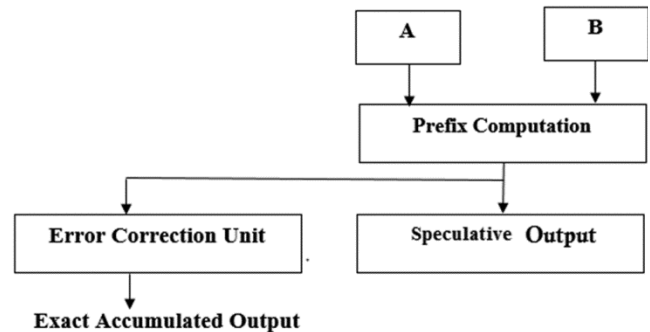 A
B
Prefix Computation
Error Correction Unit
Speculative Output
Exact Accumulated Output